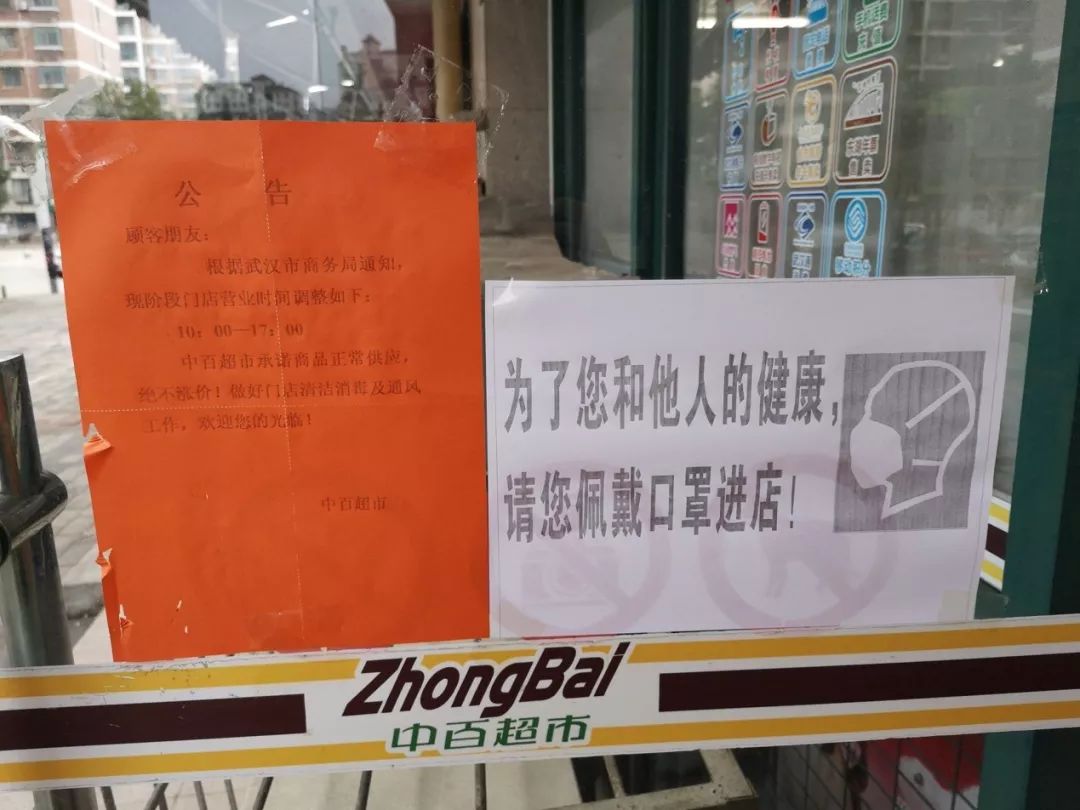 公 告
顾客朋友：
根据武汉市商务局通知，
现阶段门店营业时间调整如下：
10：00—17：00
中百超市承诺商品正常供应，
绝不涨价！做好门店清洁消毒及通风
工作，欢迎您的光临！
中百超市
为了您和他人的健康，
请您佩戴口罩进店！
ZhongBai
中百超市